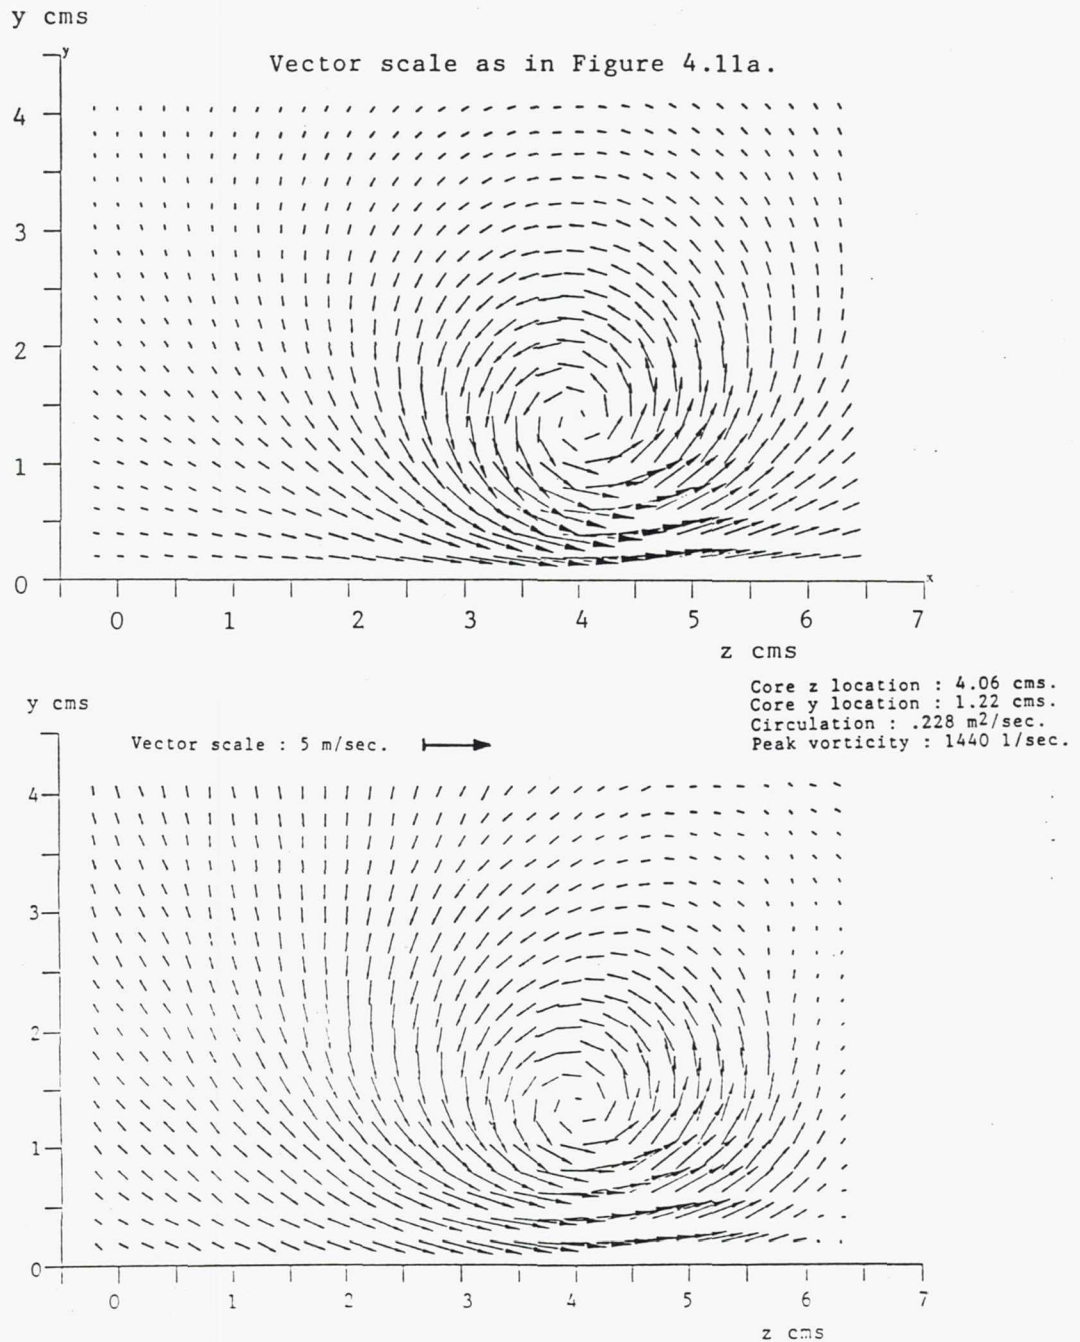 y cms
y
Vector scale as in Figure 4.11a.
4
3
2
1
0
x
0 1 2 3 4 5 6 7
z cms
Core z location : 4.06 cms.
Core y location : 1.22 cms.
Circulation : .228 m2/sec.
Peak vorticity : 1440 1/sec.
y cms
Vector scale : 5 m/sec.
4
3
2
1
0
0 1 2 3 4 5 6 7
z cms